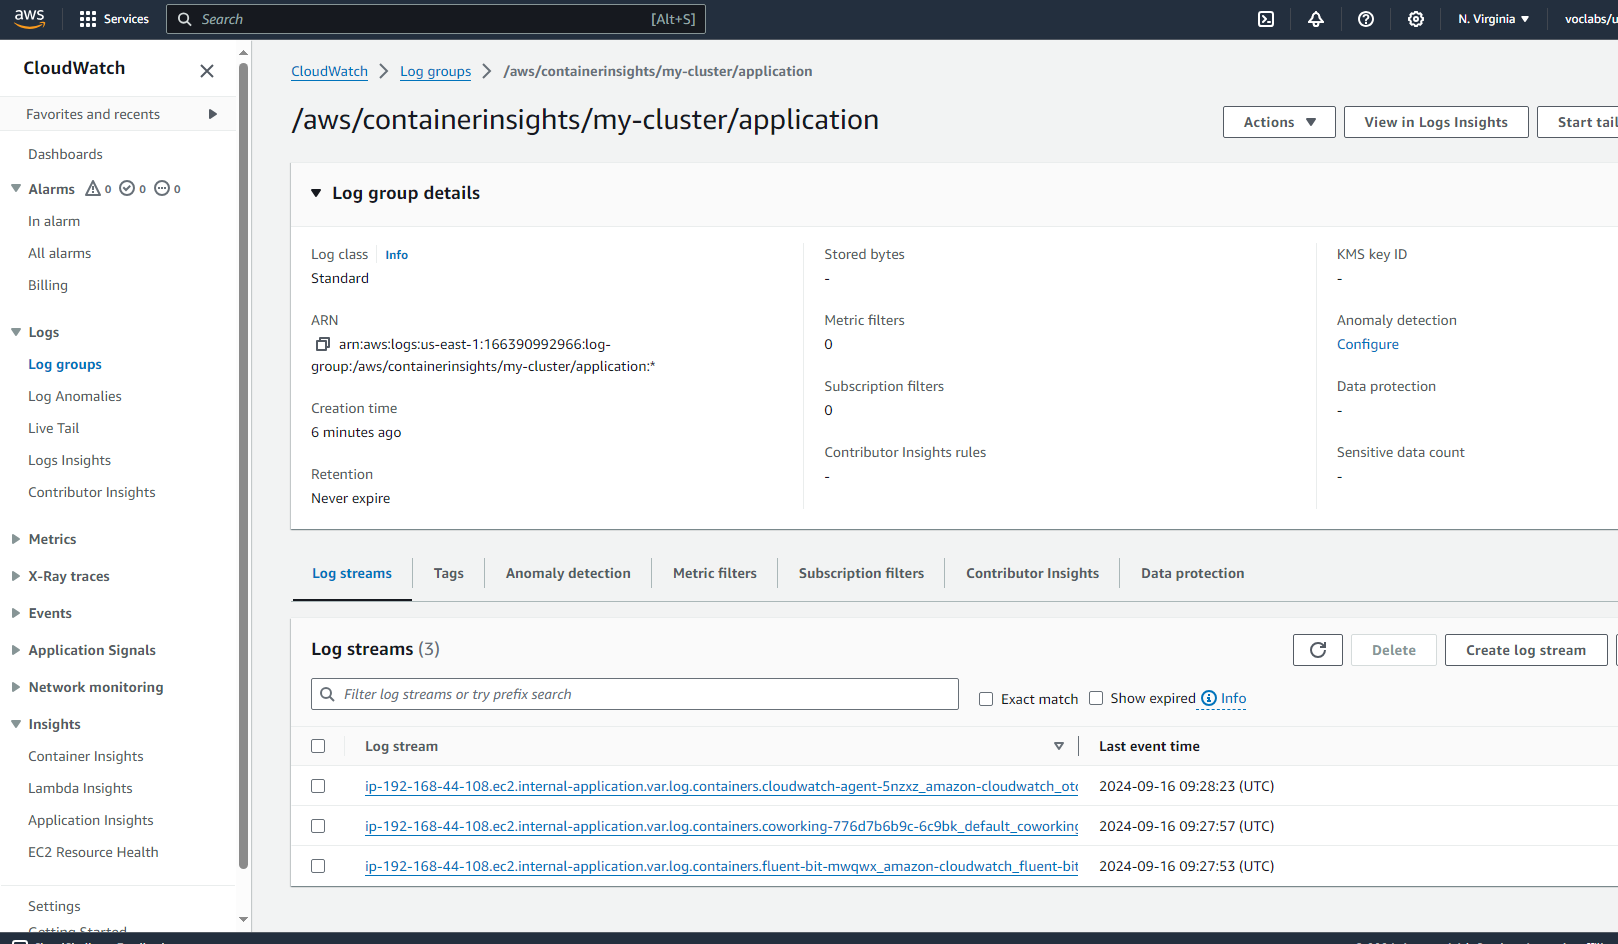 aws
Services
Search
[Alt+S]
N. Virginia
voclabs/u
CloudWatch
Favorites and recents
Dashboards
Alarms 0 0 0
In alarm
All alarms
Billing
Logs
Log groups
Log Anomalies
Live Tail
Logs Insights
Contributor Insights
Metrics
X-Ray traces
Events
Application Signals
Network monitoring
Insights
Container Insights
Lambda Insights
Application Insights
EC2 Resource Health
Settings
Getting Started
CloudWatch > Log groups > /aws/containerinsights/my-cluster/application
/aws/containerinsights/my-cluster/application
Actions
View in Logs Insights
Start tail
Log group details
Log class Info
Standard
ARN
arn:aws:logs:us-east-1:166390992966:log-
group:/aws/containerinsights/my-cluster/application:*
Creation time
6 minutes ago
Retention
Never expire
Stored bytes
-
Metric filters
0
Subscription filters
0
Contributor Insights rules
-
KMS key ID
-
Anomaly detection
Configure
Data protection
-
Sensitive data count
-
Log streams
Tags
Anomaly detection
Metric filters
Subscription filters
Contributor Insights
Data protection
Log streams (3)
Delete
Create log stream
Filter log streams or try prefix search
Exact match
Show expired
Info
Log stream
Last event time
ip-192-168-44-108.ec2.internal-application.var.log.containers.cloudwatch-agent-5nzxz_amazon-cloudwatch_otc 2024-09-16 09:28:23 (UTC)
ip-192-168-44-108.ec2.internal-application.var.log.containers.coworking-776d7b6b9c-6c9bk_default_coworking 2024-09-16 09:27:57 (UTC)
ip-192-168-44-108.ec2.internal-application.var.log.containers.fluent-bit-mwqwx_amazon-cloudwatch_fluent-bit 2024-09-16 09:27:53 (UTC)